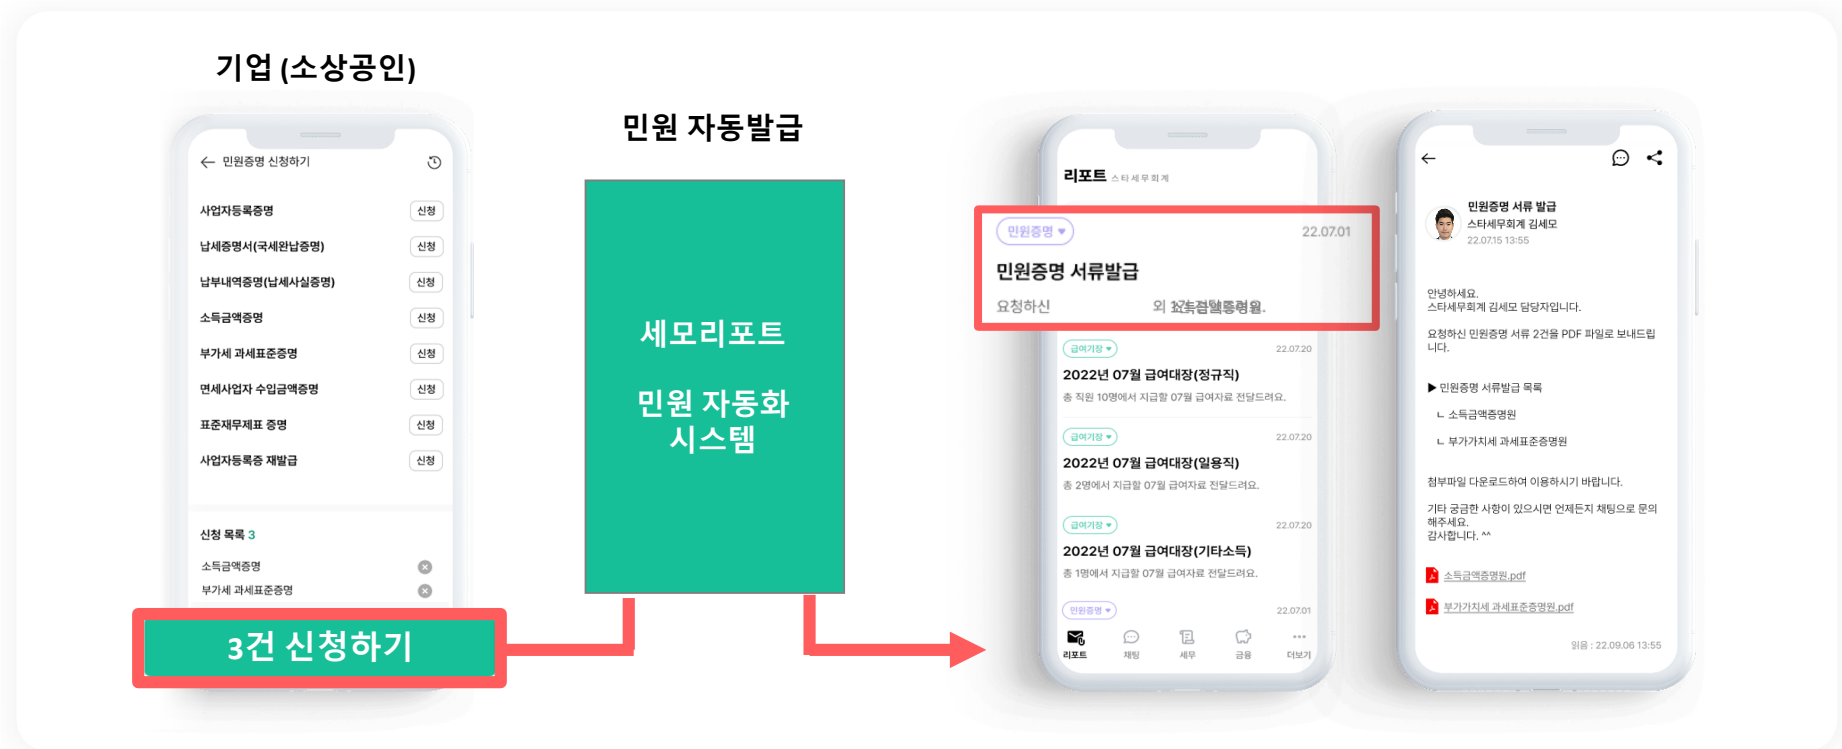 기업 (소상공인)
민원증명 신청하기
사업자등록증명 신청
납세증명서(국세완납증명) 신청
납부내역증명(납세사실증명) 신청
소득금액증명 신청
부가세 과세표준증명 신청
면세사업자 수입금액증명 신청
표준재무제표 증명 신청
사업자등록증 재발급 신청
신청 목록 3
소득금액증명
부가세 과세표준증명
3건 신청하기
민원 자동발급
세모리포트
민원 자동화
시스템
리포트 스타세무회계
민원증명 ▼ 22.07.01
민원증명 서류발급
요청하신 외
급여기장 ▼ 22.07.20
2022년 07월 급여대장(정규직)
총 직원 10명에서 지급할 07월 급여자료 전달드려요.
급여기장 ▼ 22.07.20
2022년 07월 급여대장(일용직)
총 2명에서 지급할 07월 급여자료 전달드려요.
급여기장 ▼ 22.07.20
2022년 07월 급여대장(기타소득)
총 1명에서 지급할 07월 급여자료 전달드려요.
민원증명 ▼ 22.07.01
리포트 채팅 세무 금융 더보기
민원증명 서류 발급
스타세무회계 김세모
22.07.15 13:55
안녕하세요.
스타세무회계 김세모 담당자입니다.
요청하신 민원증명 서류 2건을 PDF 파일로 보내드립
니다.
▶ 민원증명 서류발급 목록
ㄴ 소득금액증명원
ㄴ 부가가치세 과세표준증명원
첨부파일 다운로드하여 이용하시기 바랍니다.
기타 궁금한 사항이 있으시면 언제든지 채팅으로 문의
해주세요.
감사합니다. ^^
소득금액증명원.pdf
부가가치세 과세표준증명원.pdf
읽음 : 22.09.06 13:55